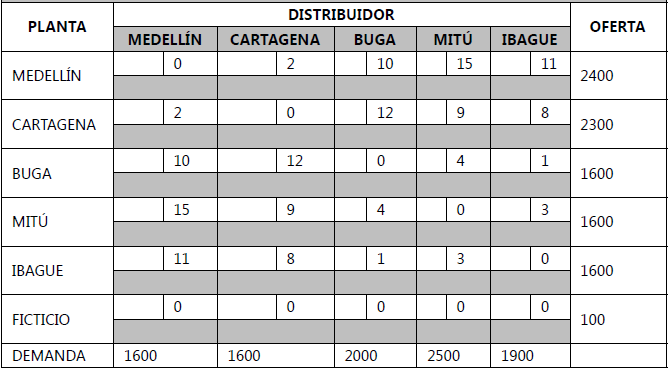 PLANTA DISTRIBUIDOR OFERTA
MEDELLÍN CARTAGENA BUGA MITÚ IBAGUE
MEDELLÍN 0 2 10 15 11 2400
CARTAGENA 2 0 12 9 8 2300
BUGA 10 12 0 4 1 1600
MITÚ 15 9 4 0 3 1600
IBAGUE 11 8 1 3 0 1600
FICTICIO 0 0 0 0 0 100
DEMANDA 1600 1600 2000 2500 1900